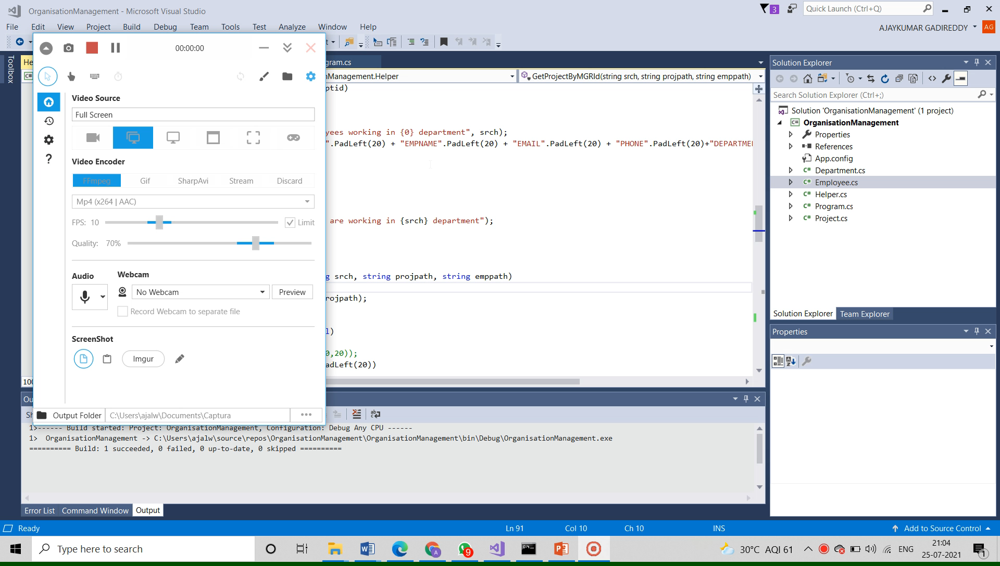 OrganisationManagement - Microsoft Visual Studio
3
Quick Launch (Ctrl+Q)
File Edit View Project Build Debug Team Tools Test Analyze Window Help
AJAYKUMAR GADIREDDY
AG
00:00:00
Toolbox
He
gram.cs
nManagement.Helper
GetProjectByMGRId(string srch, string projpath, string emppath)
ptid)
yees working in {0} department", srch);
".PadLeft(20) + "EMPNAME".PadLeft(20) + "EMAIL".PadLeft(20) + "PHONE".PadLeft(20)+"DEPARTME
are working in {srch} department");
g srch, string projpath, string emppath)
rojpath);
l)
0,20));
adLeft(20))
Video Source
Full Screen
Video Encoder
FFmpeg Gif SharpAvi Stream Discard
Mp4 (x264 | AAC)
FPS: 10
Limit
Quality: 70%
Audio
Webcam
No Webcam
Preview
Record Webcam to separate file
ScreenShot
Imgur
Output Folder
C:\Users\ajalw\Documents\Captura
100
Ou
Sh
1>------ Build started: Project: OrganisationManagement, Configuration: Debug Any CPU ------
1>  OrganisationManagement -> C:\Users\ajalw\source\repos\OrganisationManagement\OrganisationManagement\bin\Debug\OrganisationManagement.exe
========== Build: 1 succeeded, 0 failed, 0 up-to-date, 0 skipped ==========
Error List Command Window Output
Solution Explorer
Search Solution Explorer (Ctrl+;)
Solution 'OrganisationManagement' (1 project)
C# OrganisationManagement
Properties
References
App.config
C# Department.cs
C# Employee.cs
C# Helper.cs
C# Program.cs
C# Project.cs
Solution Explorer Team Explorer
Properties
Ready
Ln 91
Col 10
Ch 10
INS
Add to Source Control
Type here to search
9
30°C AQI 61
ENG
21:04
25-07-2021
1